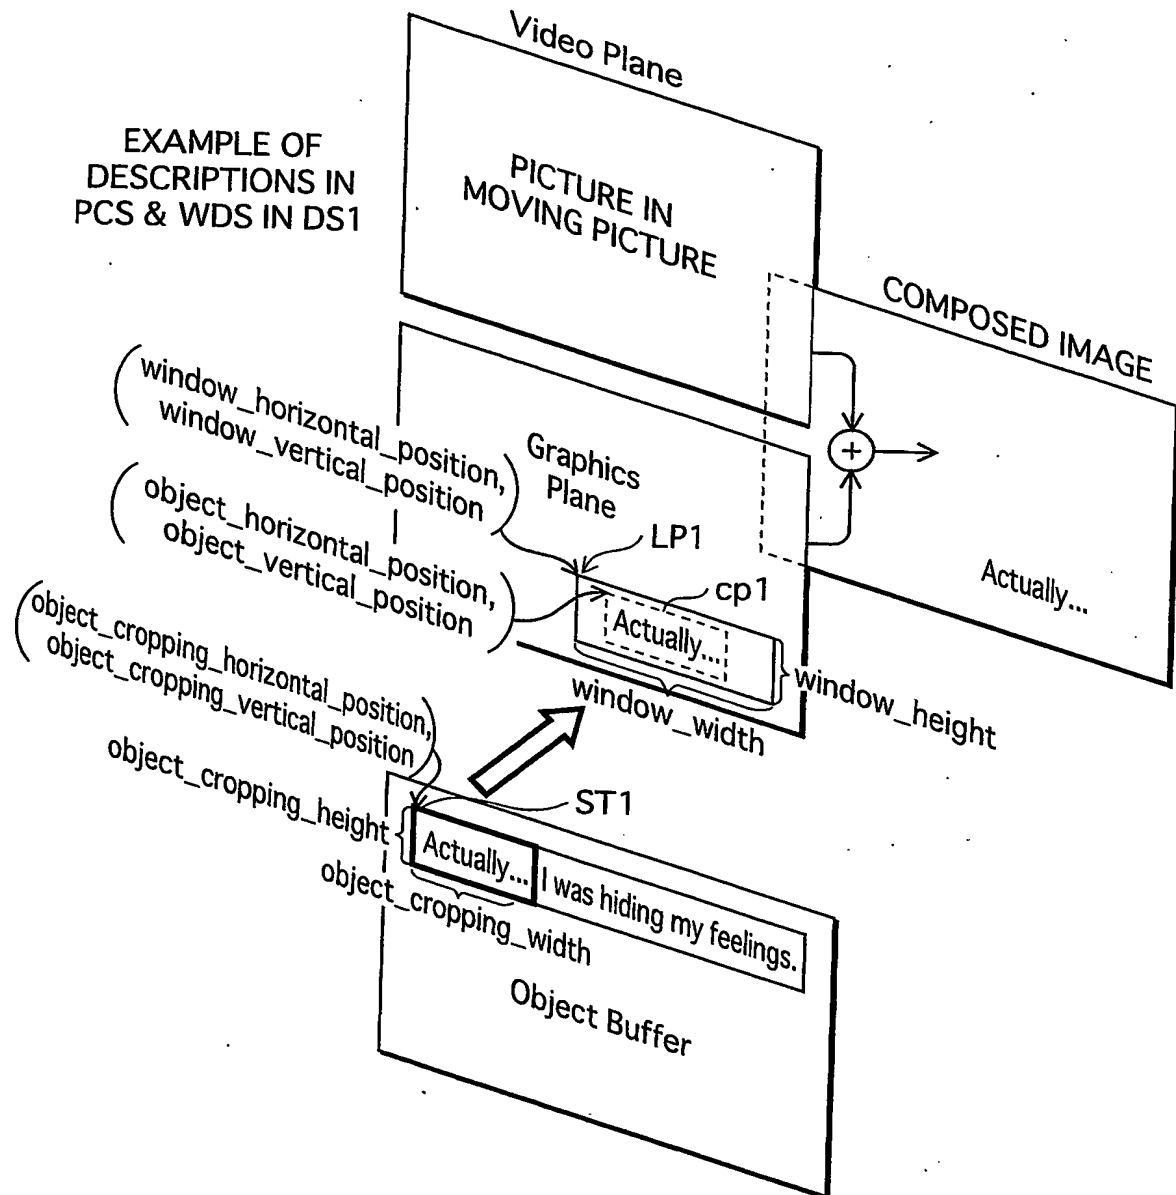 Video Plane
EXAMPLE OF
DESCRIPTIONS IN
PCS & WDS IN DS1
PICTURE IN
MOVING PICTURE
COMPOSED IMAGE
(window_horizontal_position,
window_vertical_position)
Graphics
Plane
(object_horizontal_position,
object_vertical_position)
LP1
cp1
Actually...
Actually...
+
window_height
window_width
(object_cropping_horizontal_position,
object_cropping_vertical_position)
object_cropping_height
ST1
Actually... I was hiding my feelings.
object_cropping_width
Object Buffer